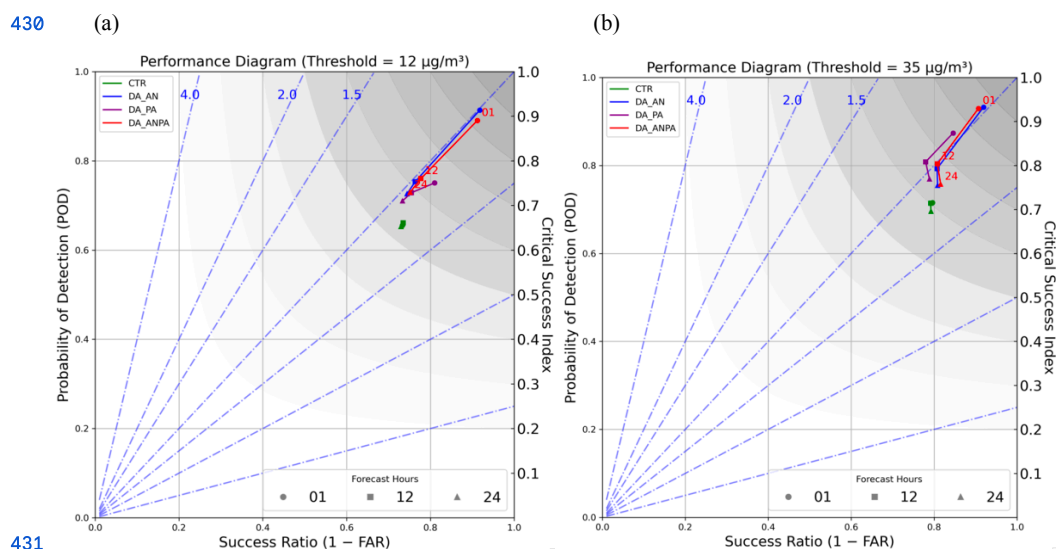 430
(a)
(b)
Performance Diagram (Threshold = 12 μg/m³)
1.0
0.8
0.6
0.4
0.2
0.0
Probability of Detection (POD)
CTR
DA_AN
DA_PA
DA_ANPA
4.0
2.0
1.5
01
12
24
1.0
0.9
0.8
0.7
0.6
0.5
0.4
0.3
0.2
0.1
Critical Success Index
Forecast Hours
01 12 24
0.0 0.2 0.4 0.6 0.8 1.0
Success Ratio (1 − FAR)
Performance Diagram (Threshold = 35 μg/m³)
1.0
0.8
0.6
0.4
0.2
0.0
Probability of Detection (POD)
CTR
DA_AN
DA_PA
DA_ANPA
4.0
2.0
1.5
01
12
24
1.0
0.9
0.8
0.7
0.6
0.5
0.4
0.3
0.2
0.1
Critical Success Index
Forecast Hours
01 12 24
0.0 0.2 0.4 0.6 0.8 1.0
Success Ratio (1 − FAR)
431